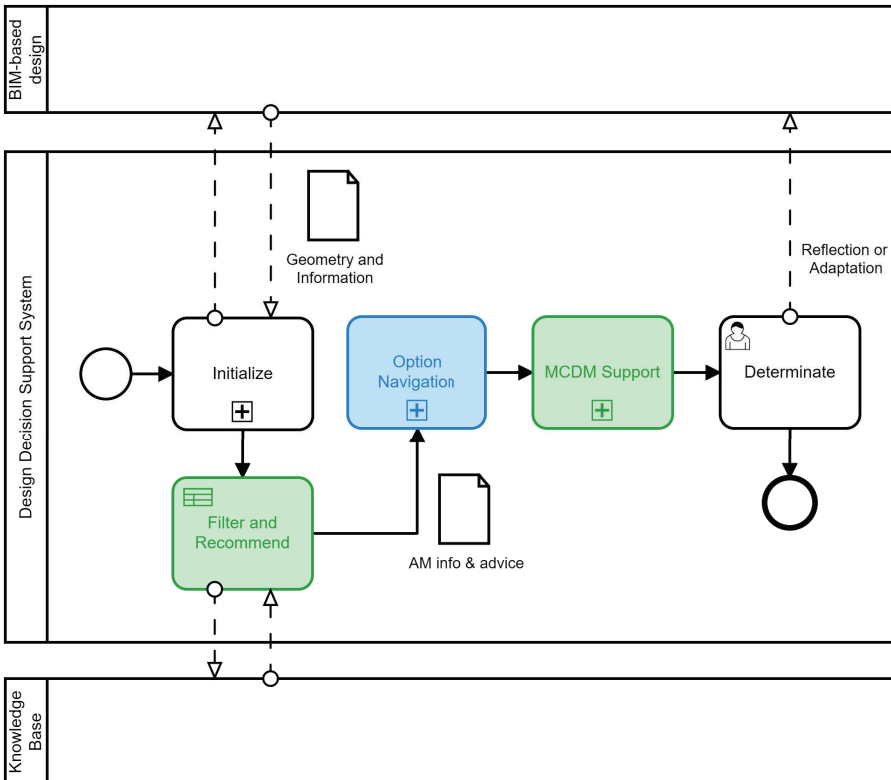 BIM-based
design
Design Decision Support System
Geometry and
Information
Reflection or
Adaptation
Initialize
Option
Navigation
MCDM Support
Determinate
Filter and
Recommend
AM info & advice
Knowledge
Base